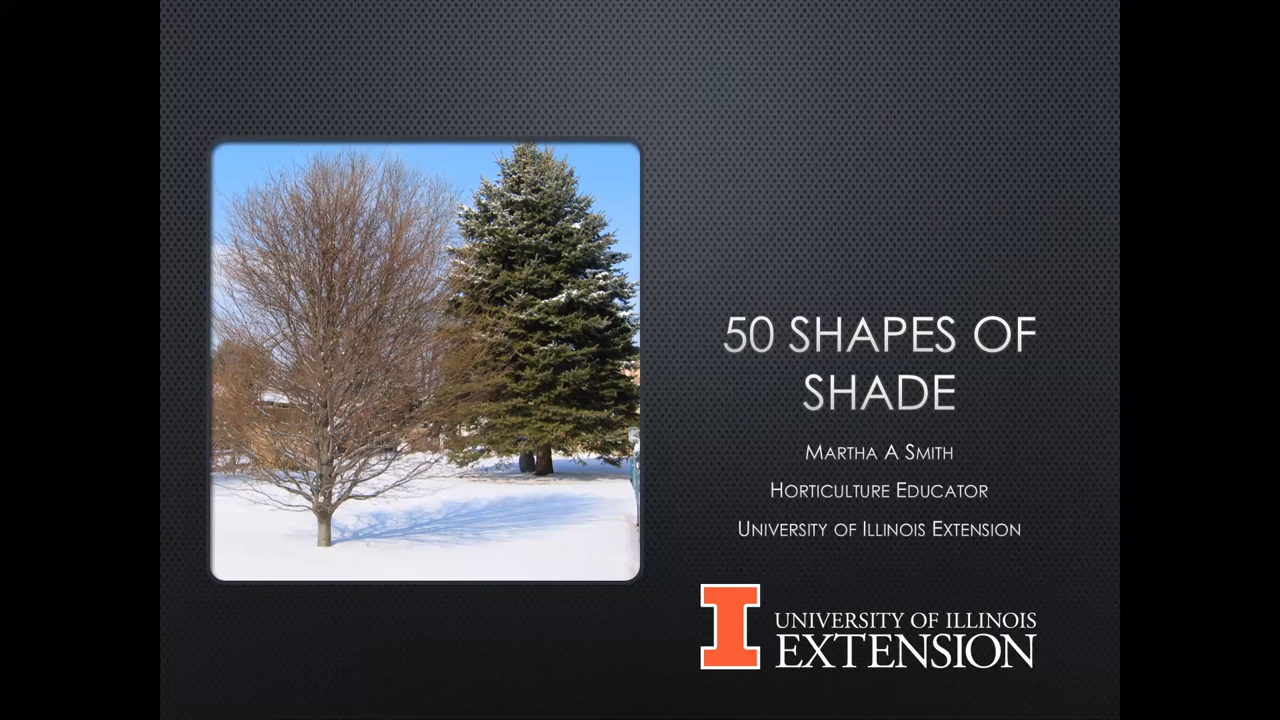 50 SHAPES OF
SHADE
MARTHA A SMITH
HORTICULTURE EDUCATOR
UNIVERSITY OF ILLINOIS EXTENSION
I
UNIVERSITY OF ILLINOIS
EXTENSION